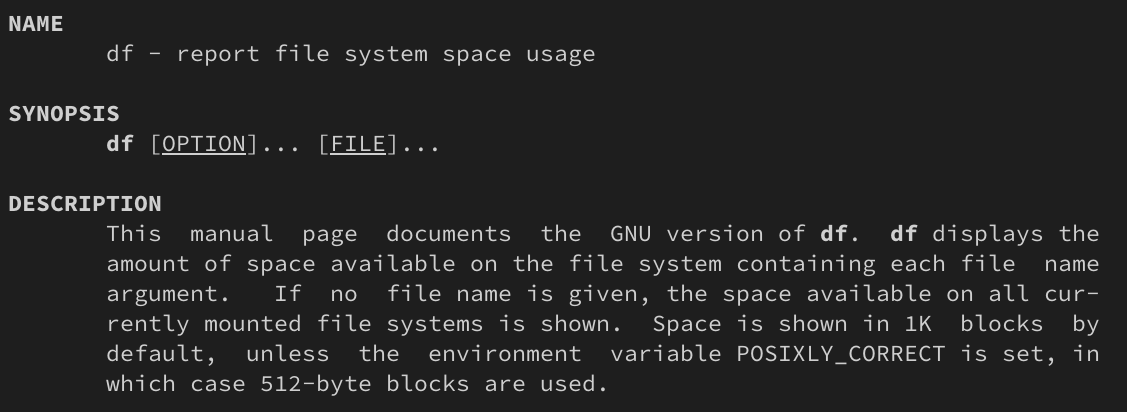 NAME
df - report file system space usage
SYNOPSIS
df [OPTION]... [FILE]...
DESCRIPTION
This manual page documents the GNU version of df. df displays the
amount of space available on the file system containing each file name
argument. If no file name is given, the space available on all cur-
rently mounted file systems is shown. Space is shown in 1K blocks by
default, unless the environment variable POSIXLY_CORRECT is set, in
which case 512-byte blocks are used.